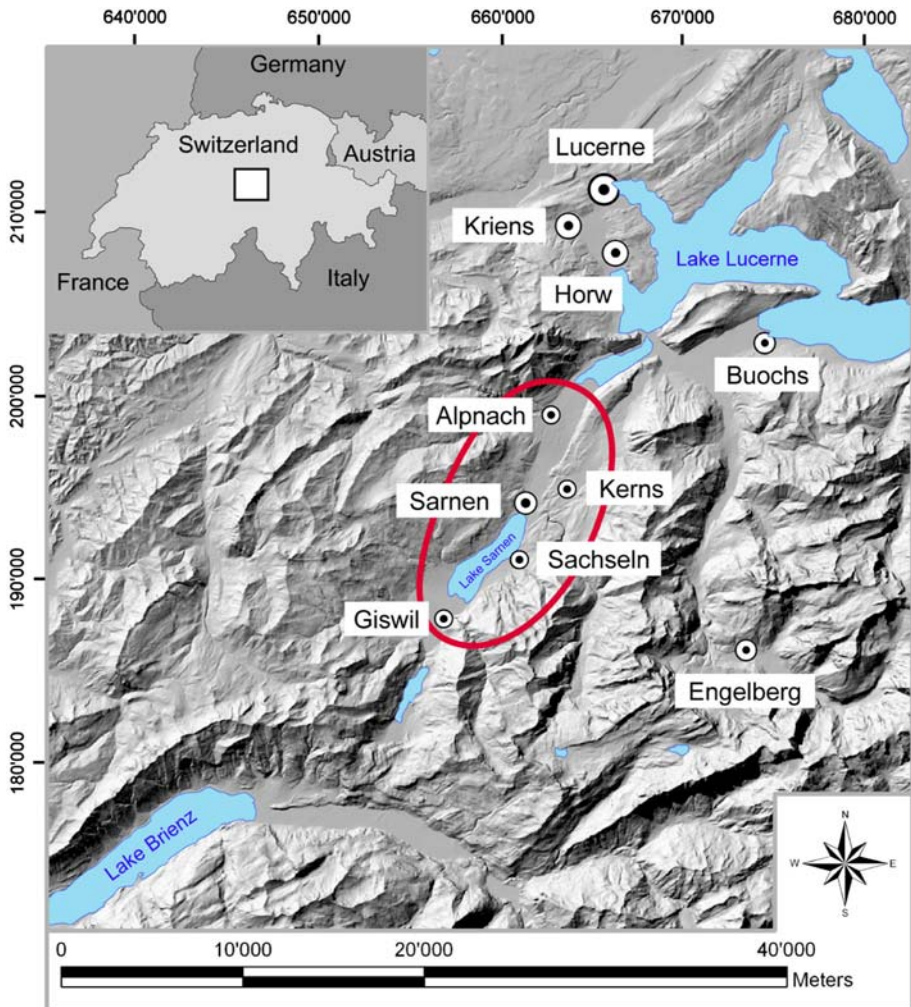 640'000
650'000
660'000
670'000
680'000
Germany
Switzerland
Austria
France
Italy
210'000
200'000
190'000
180'000
Lucerne
Kriens
Lake Lucerne
Horw
Buochs
Alpnach
Kerns
Sarnen
Lake Sarnen
Sachseln
Giswil
Engelberg
Lake Brienz
N
W
E
S
0
10'000
20'000
40'000
Meters